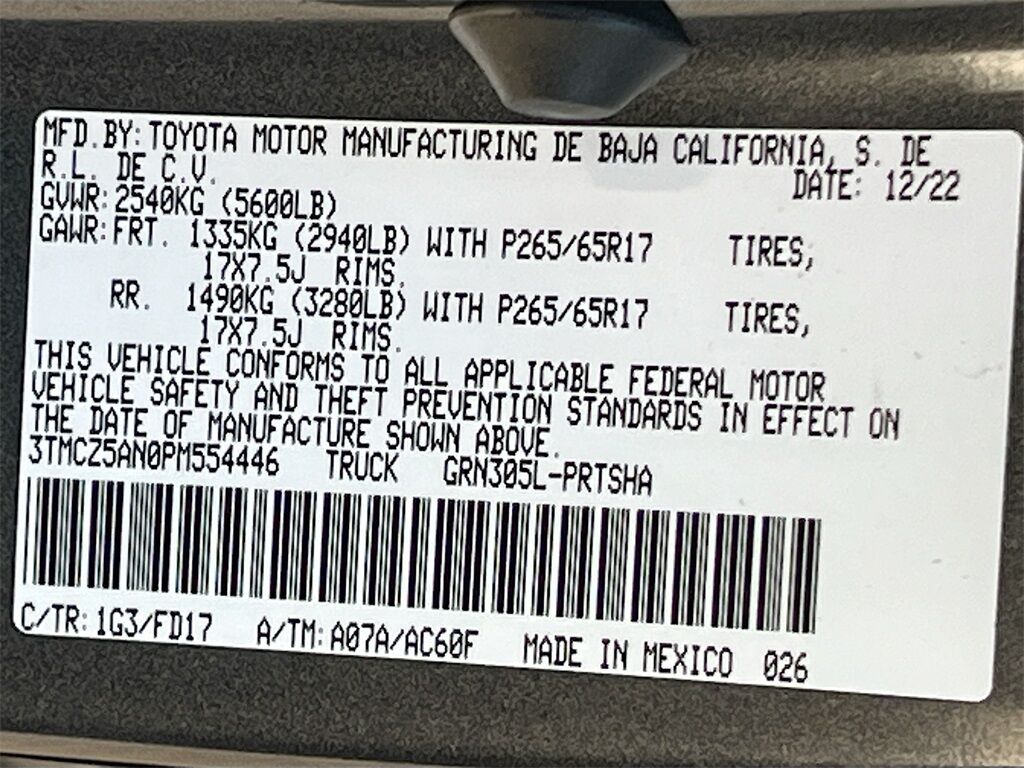 MFD.BY: TOYOTA MOTOR MANUFACTURING DE BAJA CALIFORNIA, S. DE
R.L. DE C.V.
DATE: 12/22
GVWR: 2540KG (5600LB)
GAWR: FRT. 1335KG (2940LB) WITH P265/65R17 TIRES,
17X7.5J RIMS.
RR. 1490KG (3280LB) WITH P265/65R17 TIRES,
17X7.5J RIMS.
THIS VEHICLE CONFORMS TO ALL APPLICABLE FEDERAL MOTOR
VEHICLE SAFETY AND THEFT PREVENTION STANDARDS IN EFFECT ON
THE DATE OF MANUFACTURE SHOWN ABOVE.
3TMCZ5AN0PM554446 TRUCK GRN305L-PRTSHA
C/TR: 1G3/FD17 A/TM: A07A/AC60F MADE IN MEXICO 026